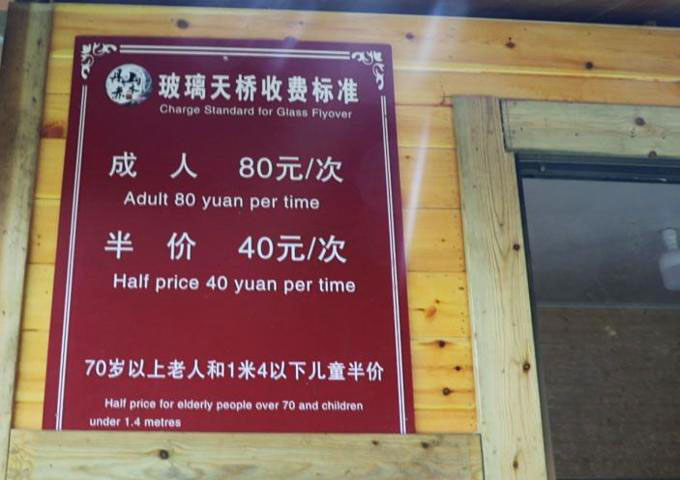 玻璃天桥收费标准
Charge Standard for Glass Flyover
成 人 80元/次
Adult 80 yuan per time
半 价 40元/次
Half price 40 yuan per time
70岁以上老人和1米4以下儿童半价
Half price for elderly people over 70 and children
under 1.4 metres